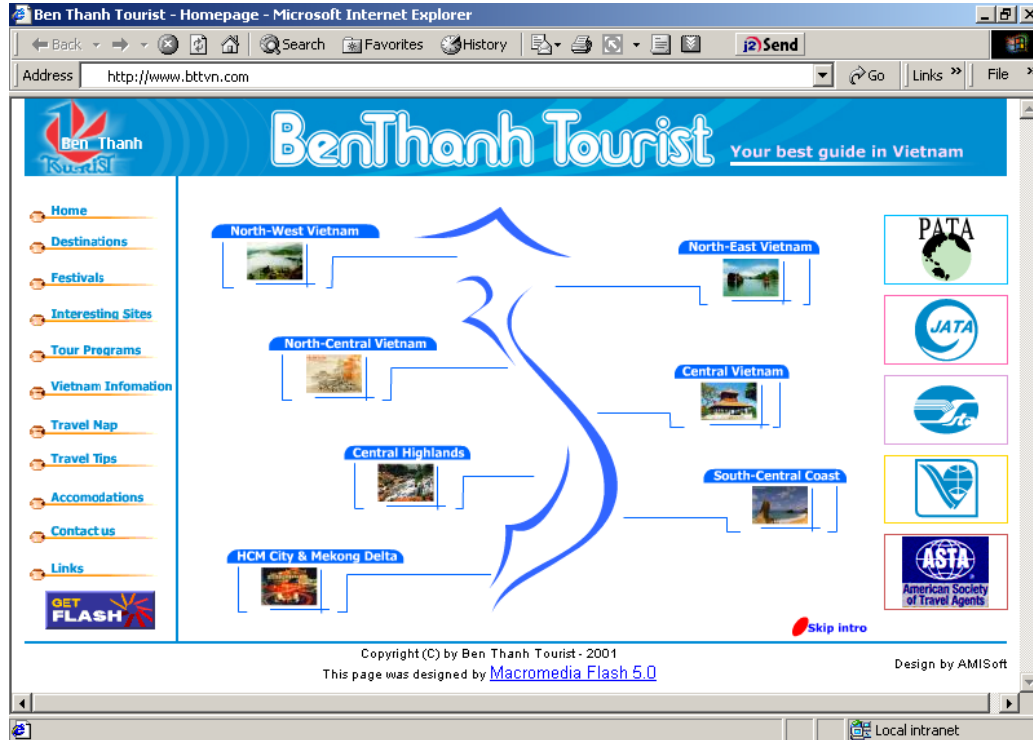 Ben Thanh Tourist - Homepage - Microsoft Internet Explorer
Back Search Favorites History j2 Send
Address http://www.bttvn.com Go Links » File »
Ben Thanh
Tourist
BenThanh Tourist Your best guide in Vietnam
Home
Destinations
Festivals
Interesting Sites
Tour Programs
Vietnam Infomation
Travel Map
Travel Tips
Accomodations
Contact us
Links
GET
FLASH
North-West Vietnam
North-East Vietnam
North-Central Vietnam
Central Vietnam
Central Highlands
South-Central Coast
HCM City & Mekong Delta
PATA
JATA
ASTA
American Society
of Travel Agents
Skip intro
Copyright (C) by Ben Thanh Tourist - 2001
This page was designed by Macromedia Flash 5.0
Design by AMISoft
Local intranet